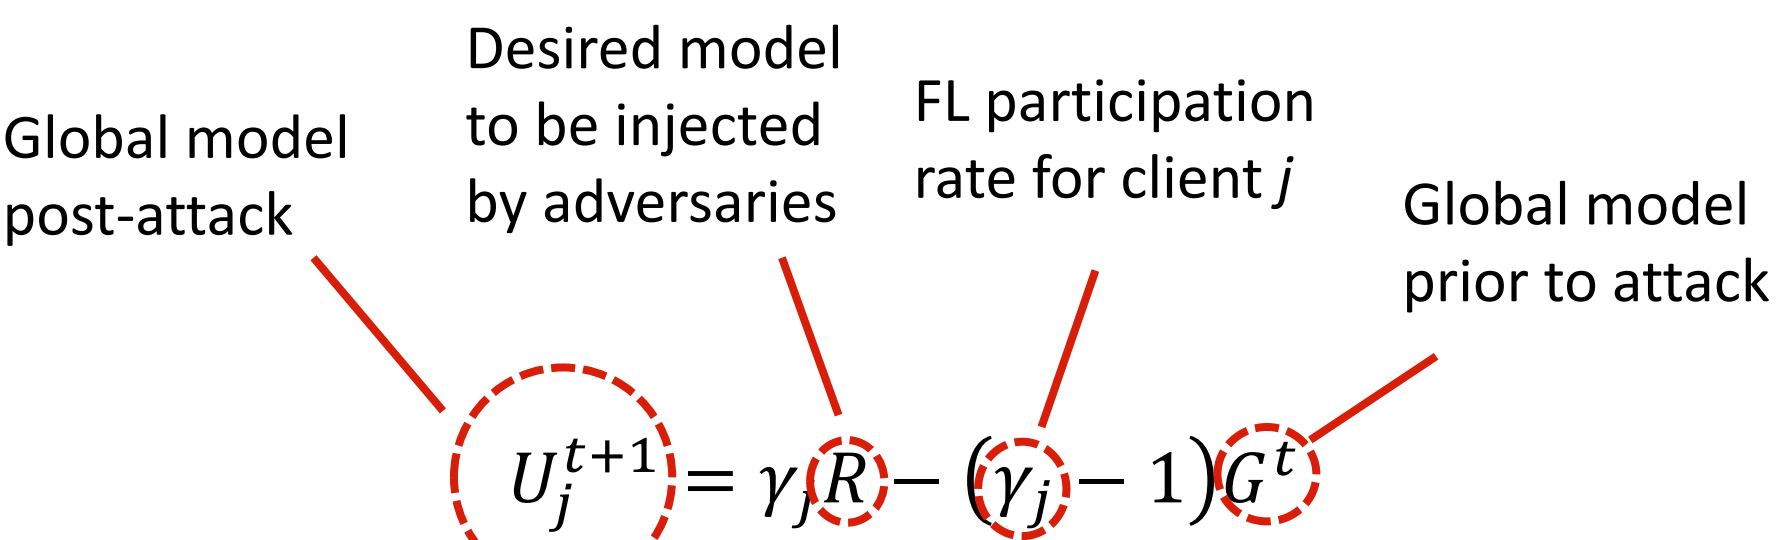 Global model
post-attack
Desired model
to be injected
by adversaries
FL participation
rate for client j
Global model
prior to attack
U_j^{t+1} = γ_j R − (γ_j − 1)G^t